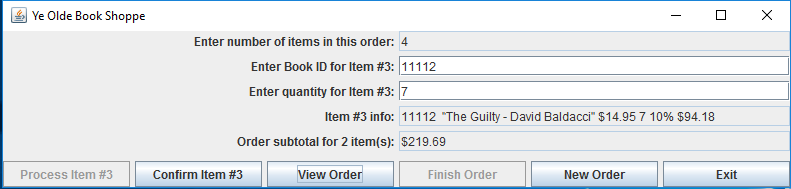 Ye Olde Book Shoppe
Enter number of items in this order: 4
Enter Book ID for Item #3: 11112
Enter quantity for Item #3: 7
Item #3 info: 11112 "The Guilty - David Baldacci" $14.95 7 10% $94.18
Order subtotal for 2 item(s): $219.69
Process Item #3 Confirm Item #3 View Order Finish Order New Order Exit